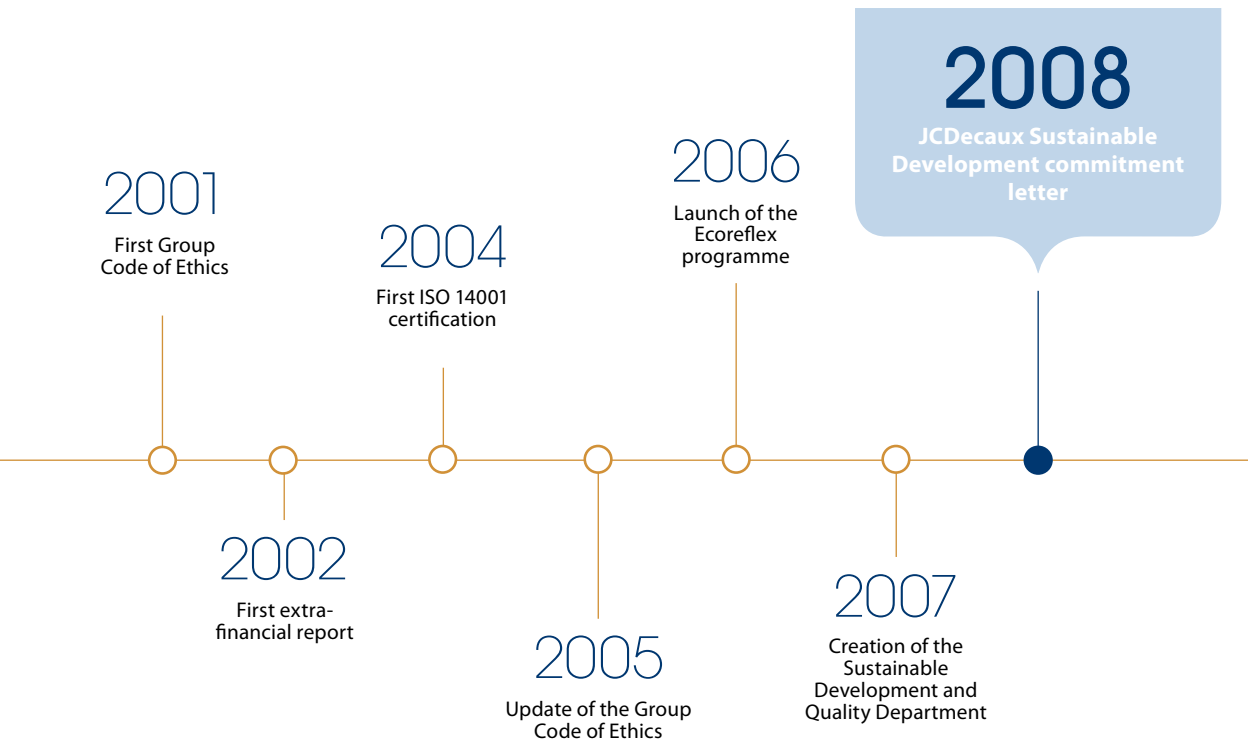 2001
First Group
Code of Ethics
2002
First extra-
financial report
2004
First ISO 14001
certification
2005
Update of the Group
Code of Ethics
2006
Launch of the
Ecoreflex
programme
2007
Creation of the
Sustainable
Development and
Quality Department
2008
JCDecaux Sustainable
Development commitment
letter